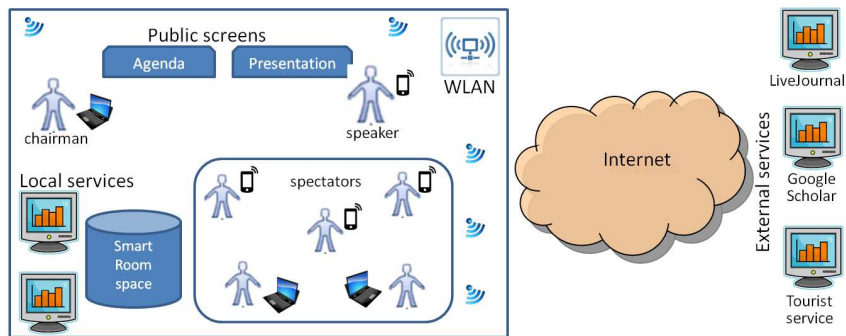 Public screens
Agenda
Presentation
WLAN
chairman
speaker
Local services
spectators
Smart
Room
space
Internet
External services
LiveJournal
Google
Scholar
Tourist
service